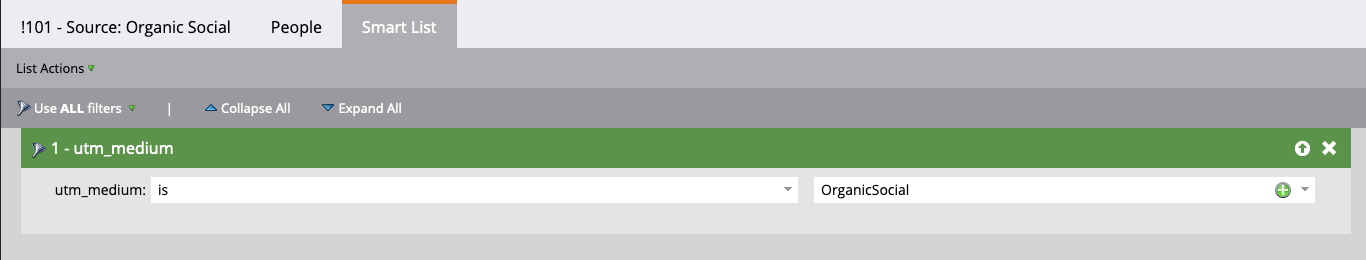 !101 - Source: Organic Social People Smart List
List Actions
Use ALL filters | Collapse All Expand All
1 - utm_medium
utm_medium: is OrganicSocial